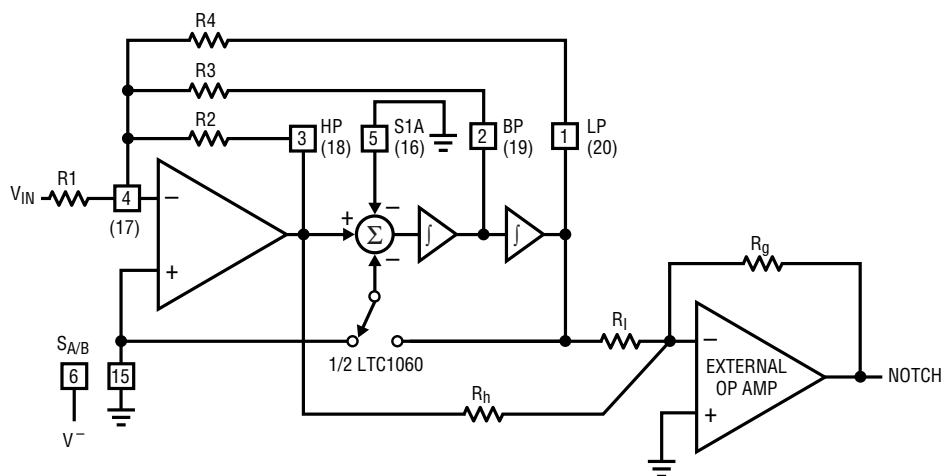 R4
R3
R2
3
HP
(18)
5
S1A
(16)
2
BP
(19)
1
LP
(20)
VIN
R1
4
(17)
−
+
+
−
Σ
−
∫
∫
Rg
Rl
−
EXTERNAL
OP AMP
+
NOTCH
SA/B
6
15
V−
1/2 LTC1060
Rh